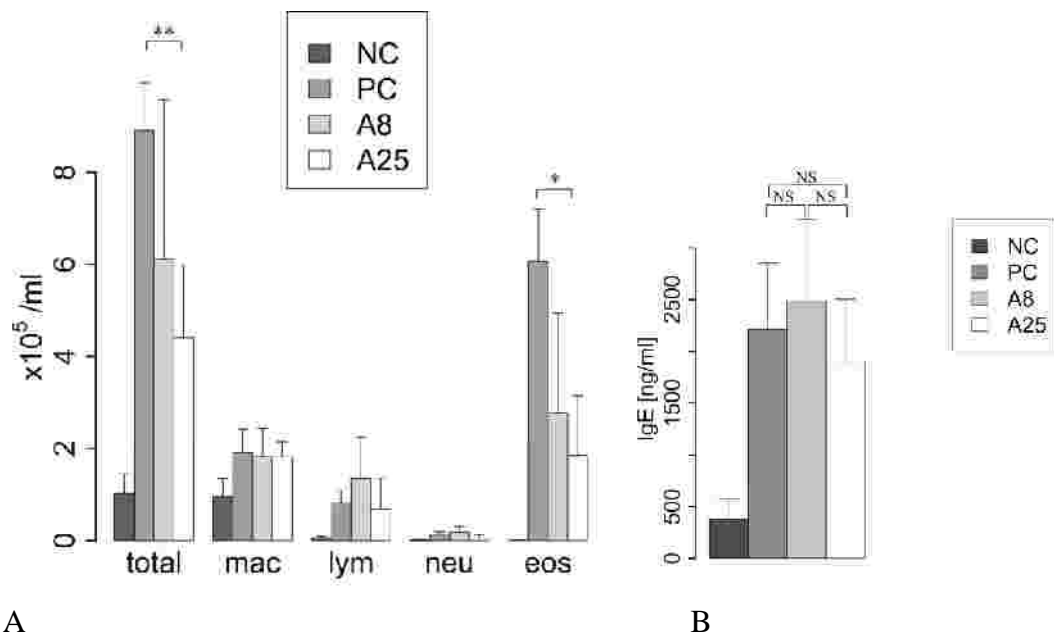 **
NC
PC
A8
A25
x10⁵ /ml
8
6
4
2
0
*
total mac lym neu eos
A
NS
NS NS
IgE [ng/ml]
2500
1500
500
0
NC
PC
A8
A25
B